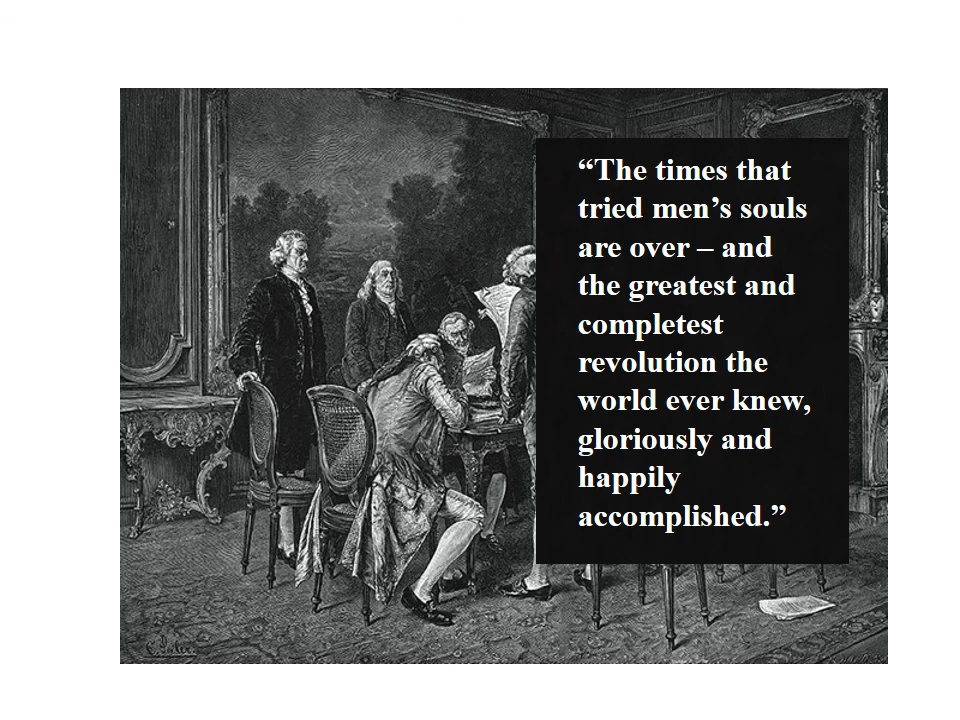 “The times that
tried men’s souls
are over – and
the greatest and
completest
revolution the
world ever knew,
gloriously and
happily
accomplished.”